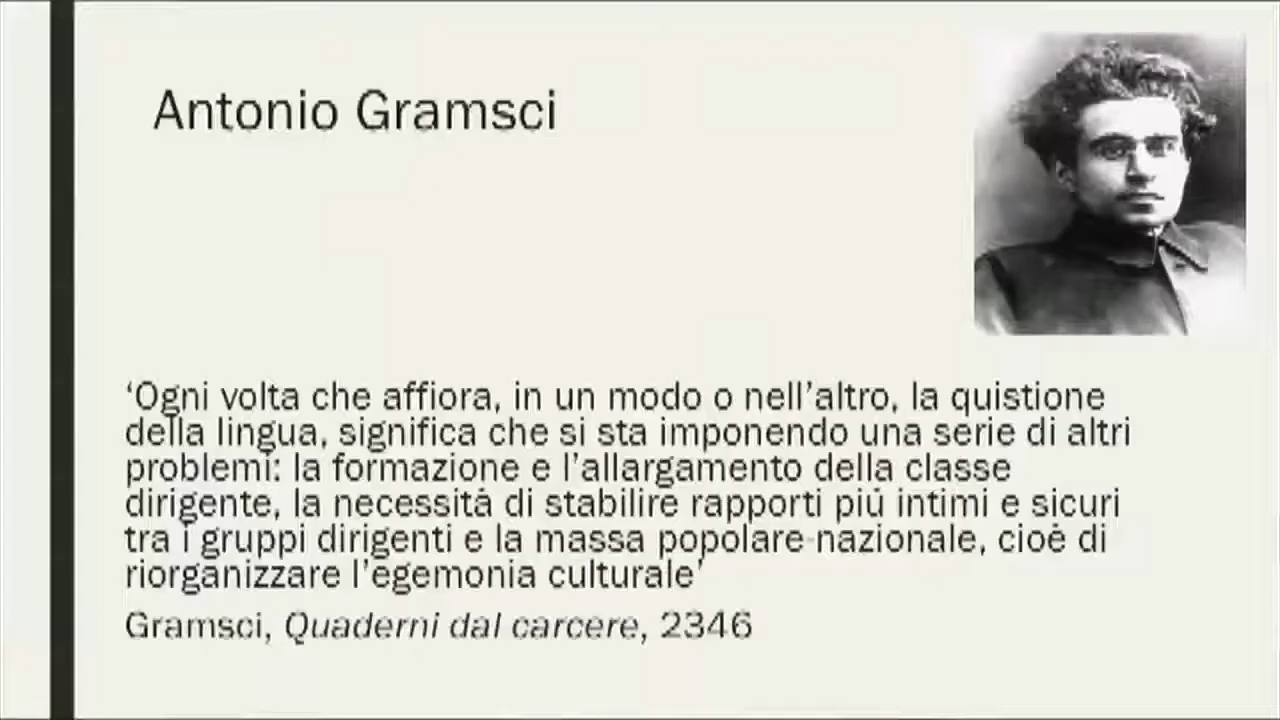 Antonio Gramsci
‘Ogni volta che affiora, in un modo o nell’altro, la quistione
della lingua, significa che si sta imponendo una serie di altri
problemi: la formazione e l’allargamento della classe
dirigente, la necessità di stabilire rapporti più intimi e sicuri
tra i gruppi dirigenti e la massa popolare-nazionale, cioè di
riorganizzare l’egemonia culturale’
Gramsci, Quaderni dal carcere, 2346